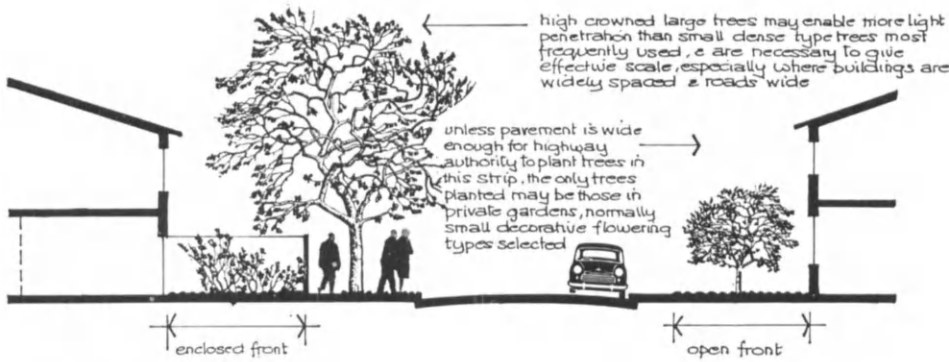 high crowned large trees may enable more light
penetration than small dense type trees most
frequently used, & are necessary to give
effective scale, especially where buildings are
widely spaced & roads wide
unless pavement is wide
enough for highway
authority to plant trees in
this strip, the only trees
planted may be those in
private gardens, normally
small decorative flowering
types selected
enclosed front
open front